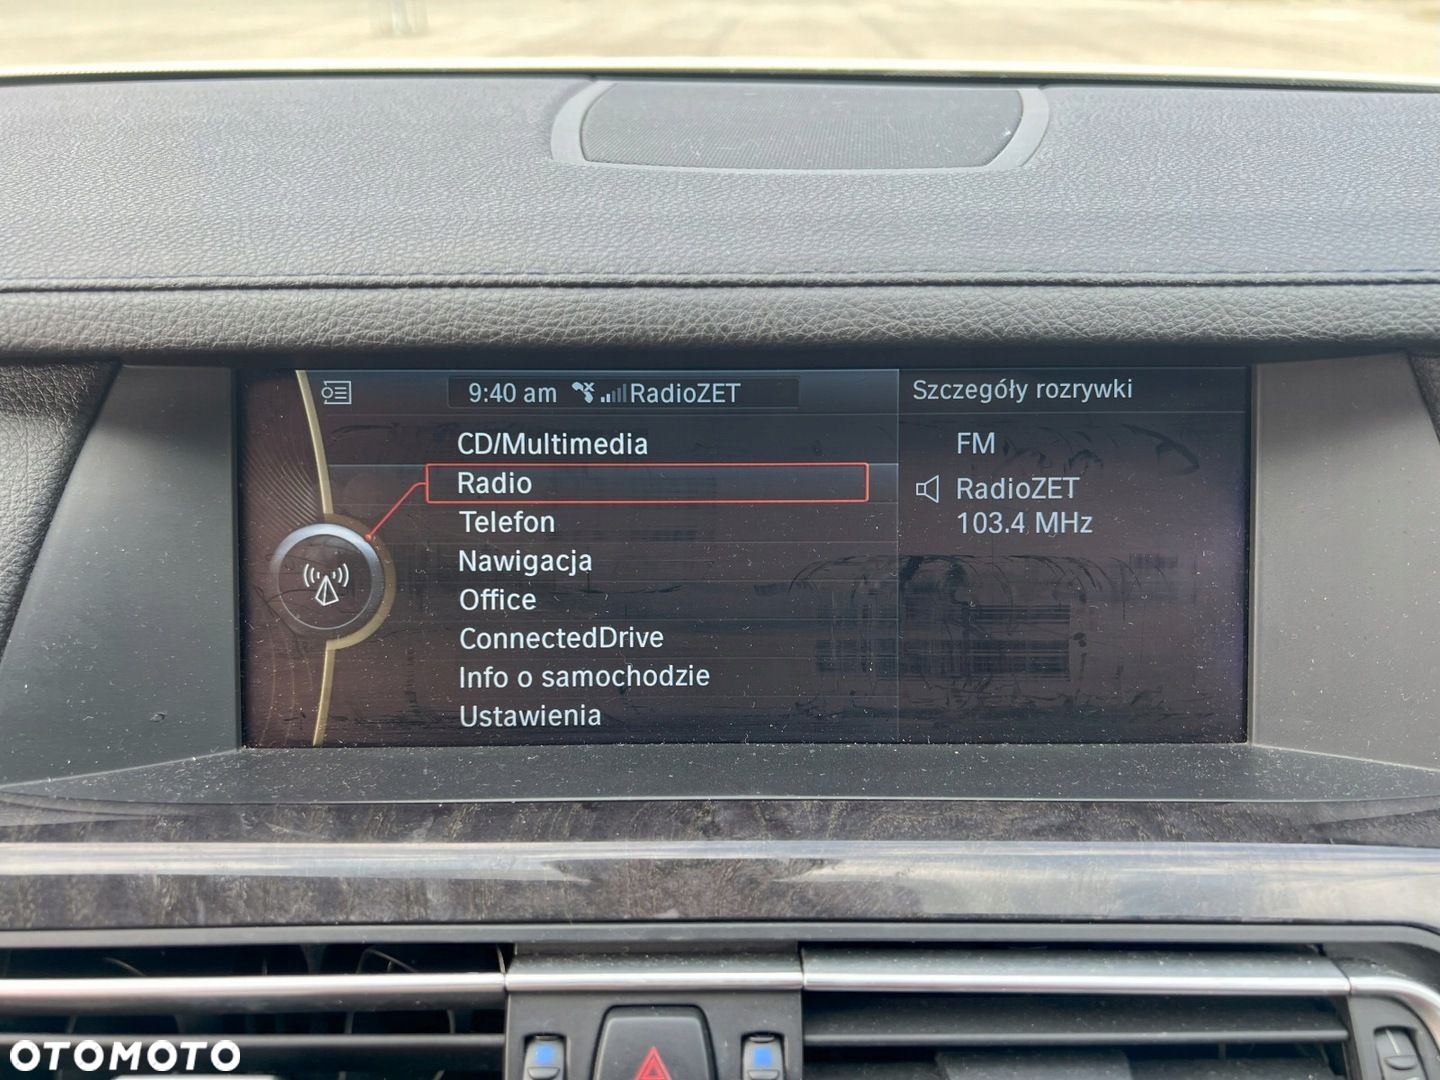 9:40 am RadioZET
Szczegóły rozrywki
CD/Multimedia
Radio
Telefon
Nawigacja
Office
ConnectedDrive
Info o samochodzie
Ustawienia
FM
RadioZET
103.4 MHz
OTOMOTO